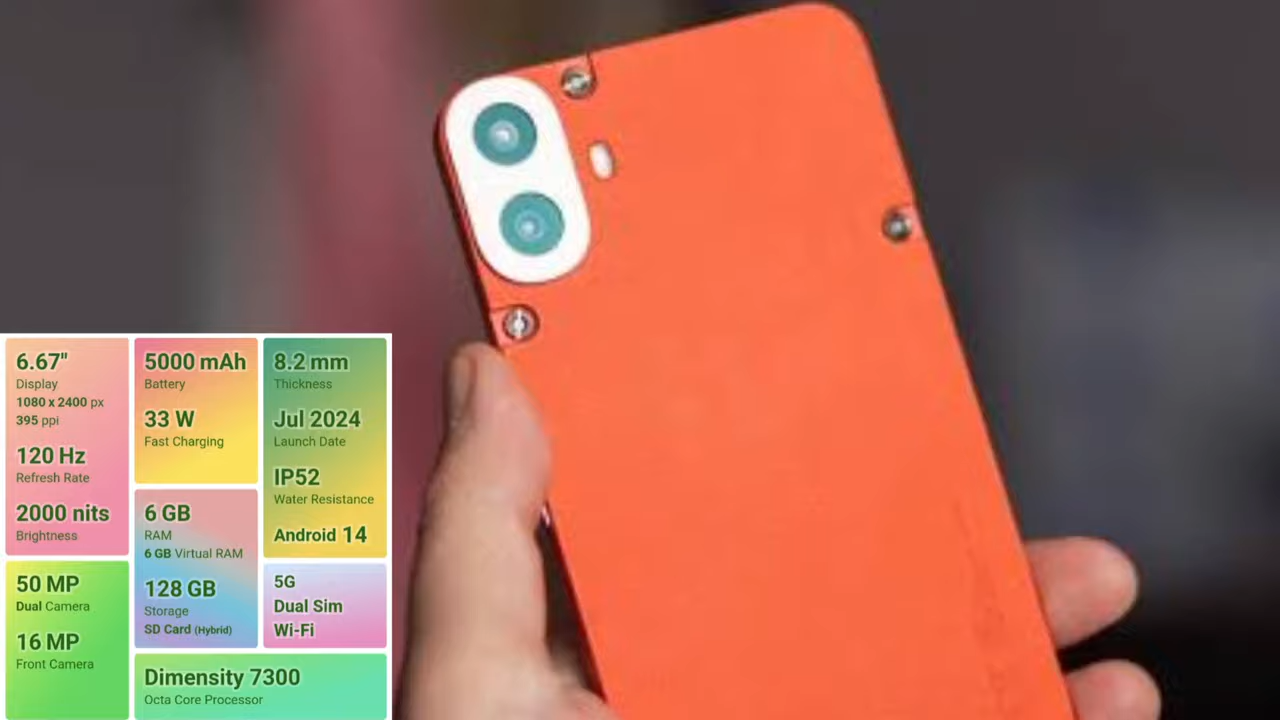 6.67"
Display
1080 x 2400 px
395 ppi
120 Hz
Refresh Rate
2000 nits
Brightness
50 MP
Dual Camera
16 MP
Front Camera
5000 mAh
Battery
33 W
Fast Charging
6 GB
RAM
6 GB Virtual RAM
128 GB
Storage
SD Card (Hybrid)
8.2 mm
Thickness
Jul 2024
Launch Date
IP52
Water Resistance
Android 14
5G
Dual Sim
Wi-Fi
Dimensity 7300
Octa Core Processor